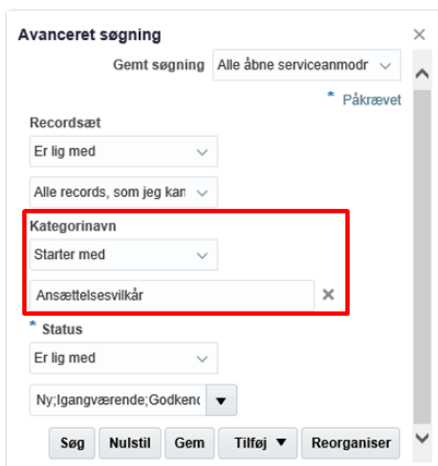 Avanceret søgning
Gemt søgning Alle åbne serviceanmodr
* Påkrævet
Recordsæt
Er lig med
Alle records, som jeg kan
Kategorinavn
Starter med
Ansættelsesvilkår
* Status
Er lig med
Ny;Igangværende;Godkend
Søg Nulstil Gem Tilføj Reorganiser